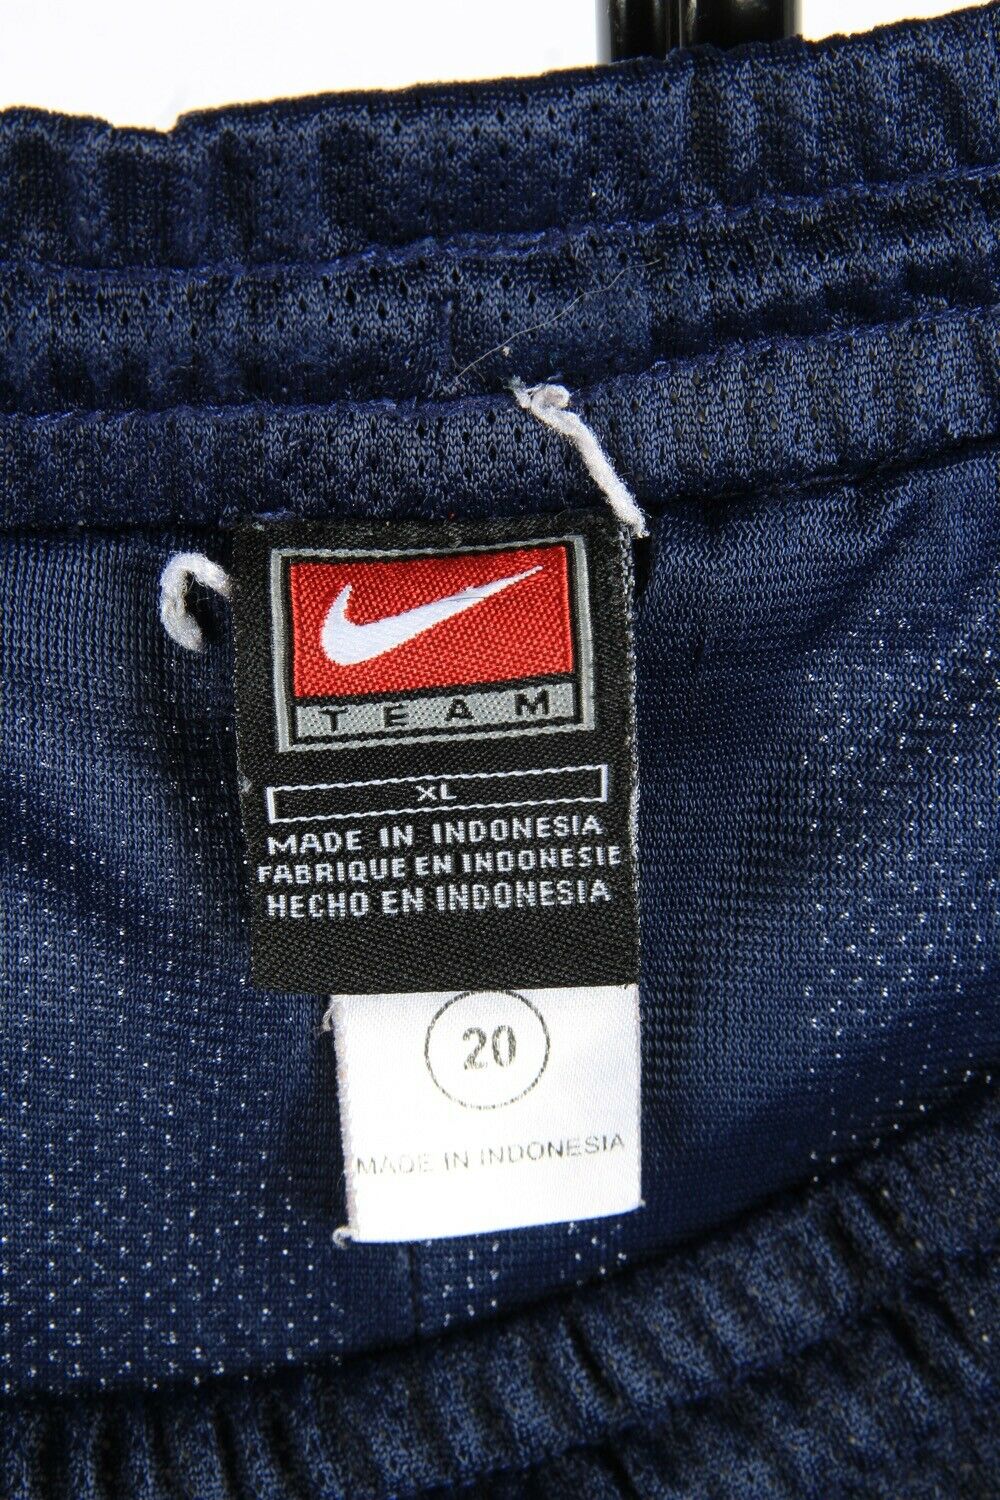 TEAM
XL
MADE IN INDONESIA
FABRIQUE EN INDONESIE
HECHO EN INDONESIA
20
MADE IN INDONESIA